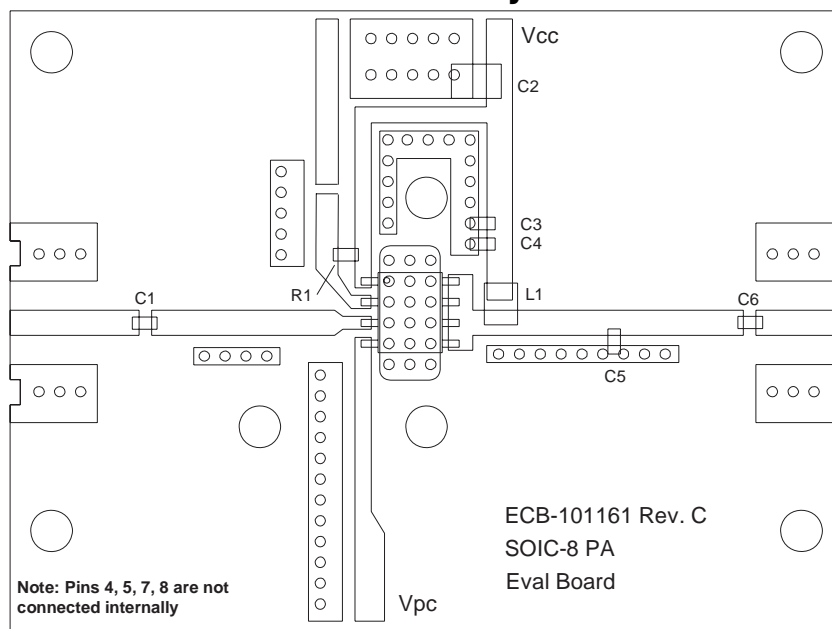 Vcc
C2
C3
C4
R1
L1
C1
C6
C5
ECB-101161 Rev. C
SOIC-8 PA
Eval Board
Note: Pins 4, 5, 7, 8 are not
connected internally
Vpc